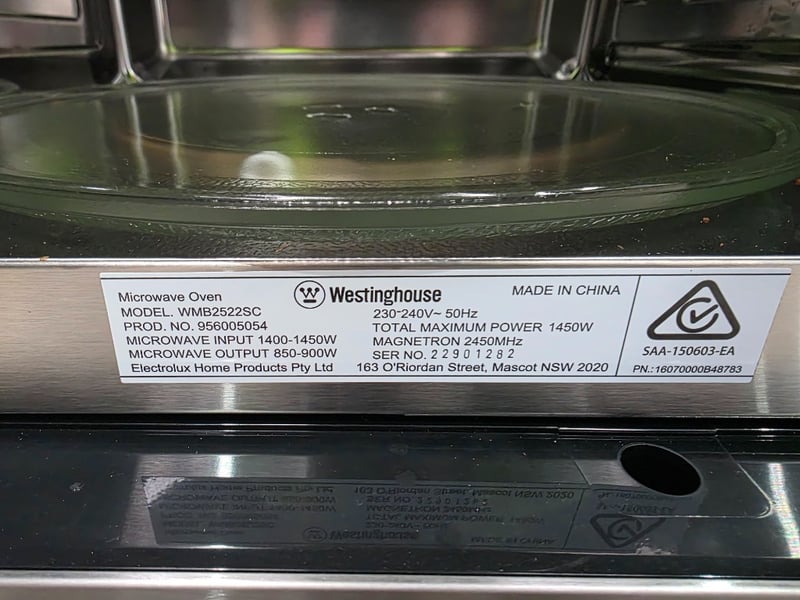 Microwave Oven
MODEL. WMB2522SC
PROD. NO. 956005054
MICROWAVE INPUT 1400-1450W
MICROWAVE OUTPUT 850-900W
Electrolux Home Products Pty Ltd
Westinghouse
MADE IN CHINA
230~240V~ 50Hz
TOTAL MAXIMUM POWER 1450W
MAGNETRON 2450MHz
SER NO. 22901282
163 O'Riordan Street, Mascot NSW 2020
SAA-150603-EA
PN.: 16070000B48783